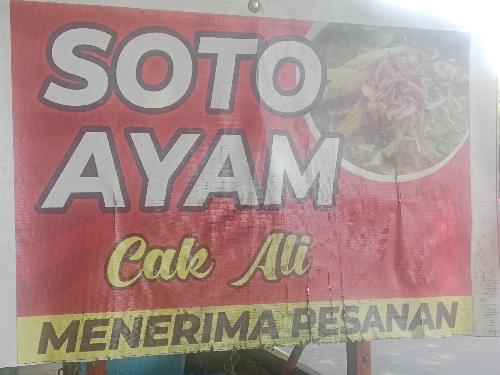 SOTO
AYAM
Cak Ali
MENERIMA PESANAN